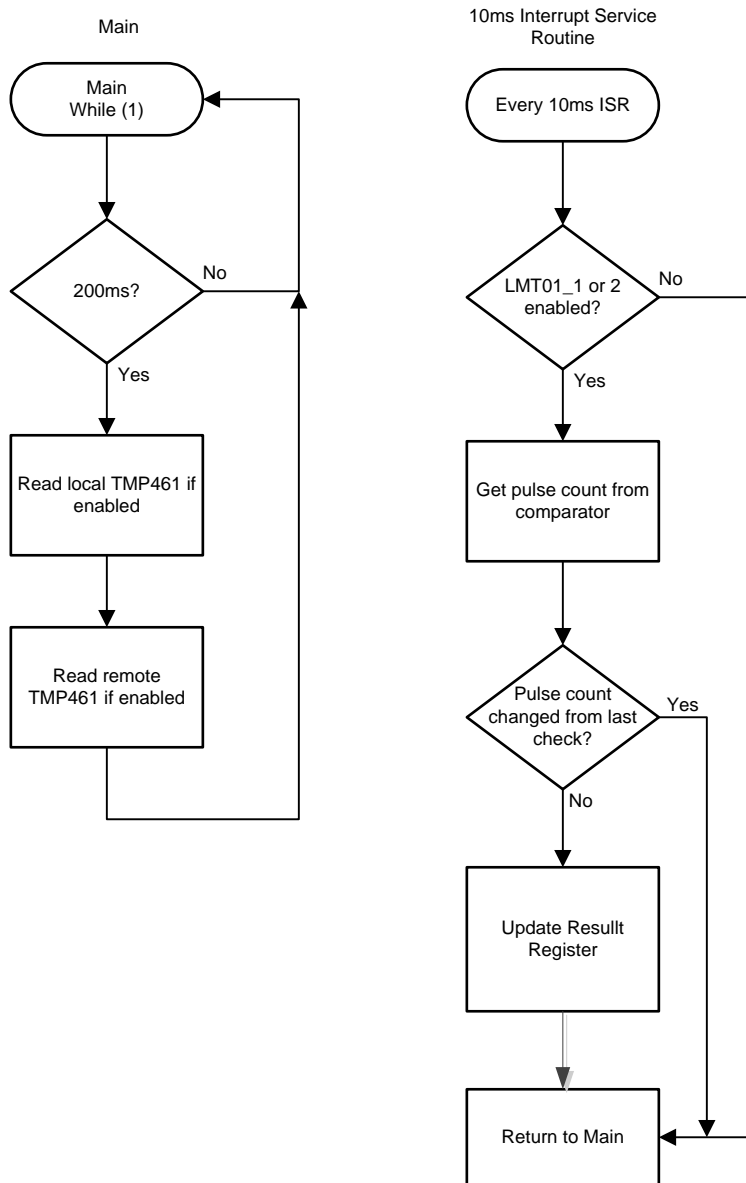 Main
Main
While (1)
200ms?
No
Yes
Read local TMP461 if
enabled
Read remote
TMP461 if enabled
10ms Interrupt Service
Routine
Every 10ms ISR
LMT01_1 or 2
enabled?
No
Yes
Get pulse count from
comparator
Pulse count
changed from last
check?
Yes
No
Update Resullt
Register
Return to Main